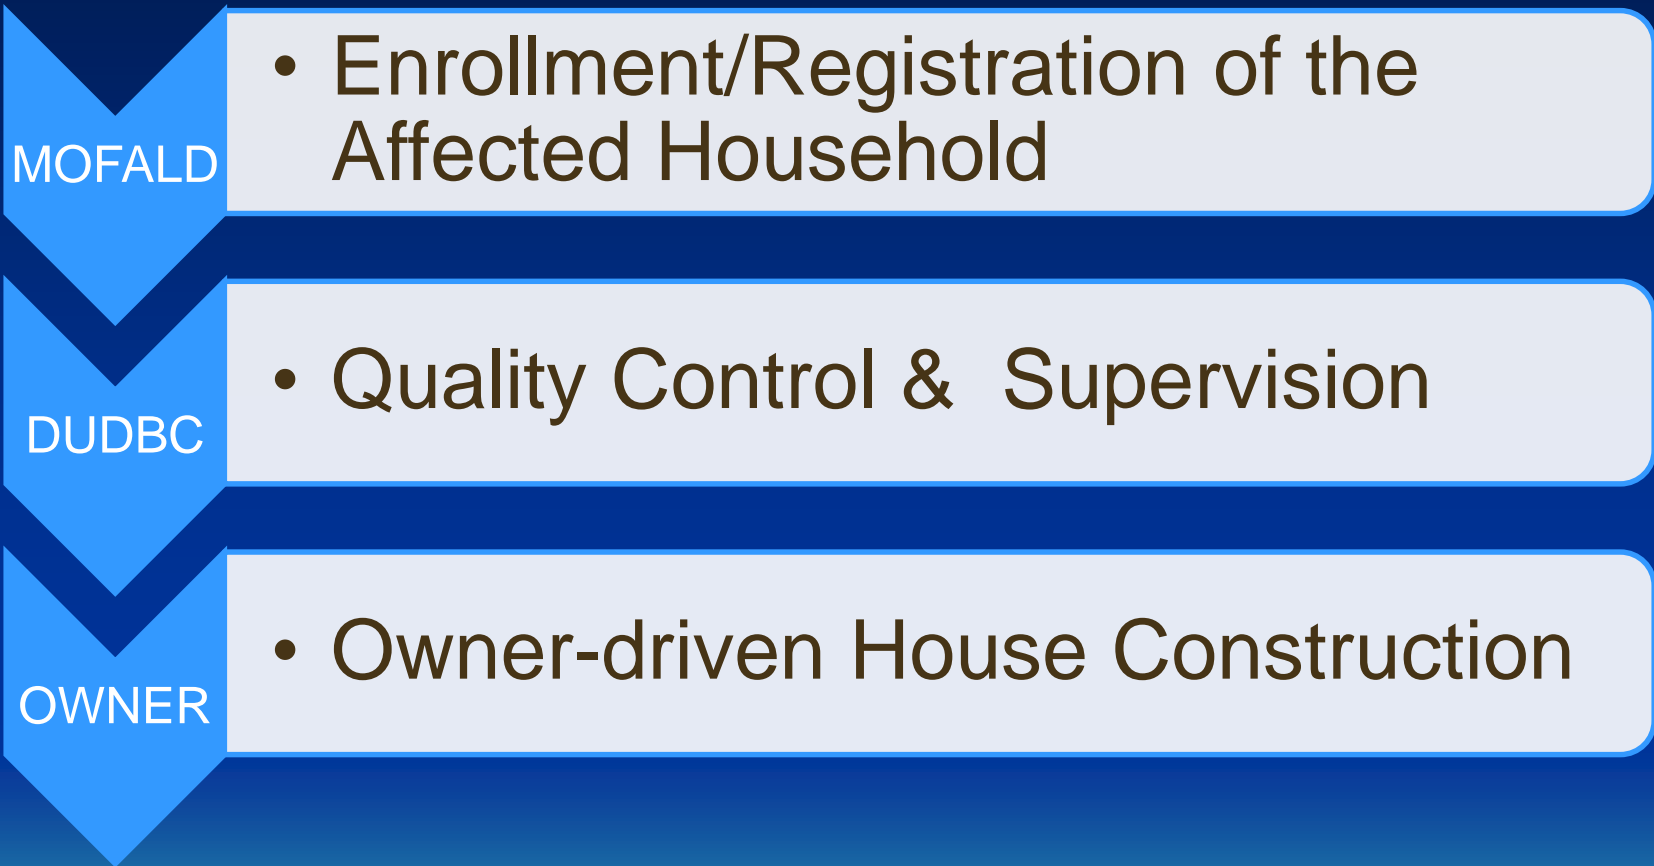 MOFALD
• Enrollment/Registration of the
Affected Household
DUDBC
• Quality Control &  Supervision
OWNER
• Owner-driven House Construction